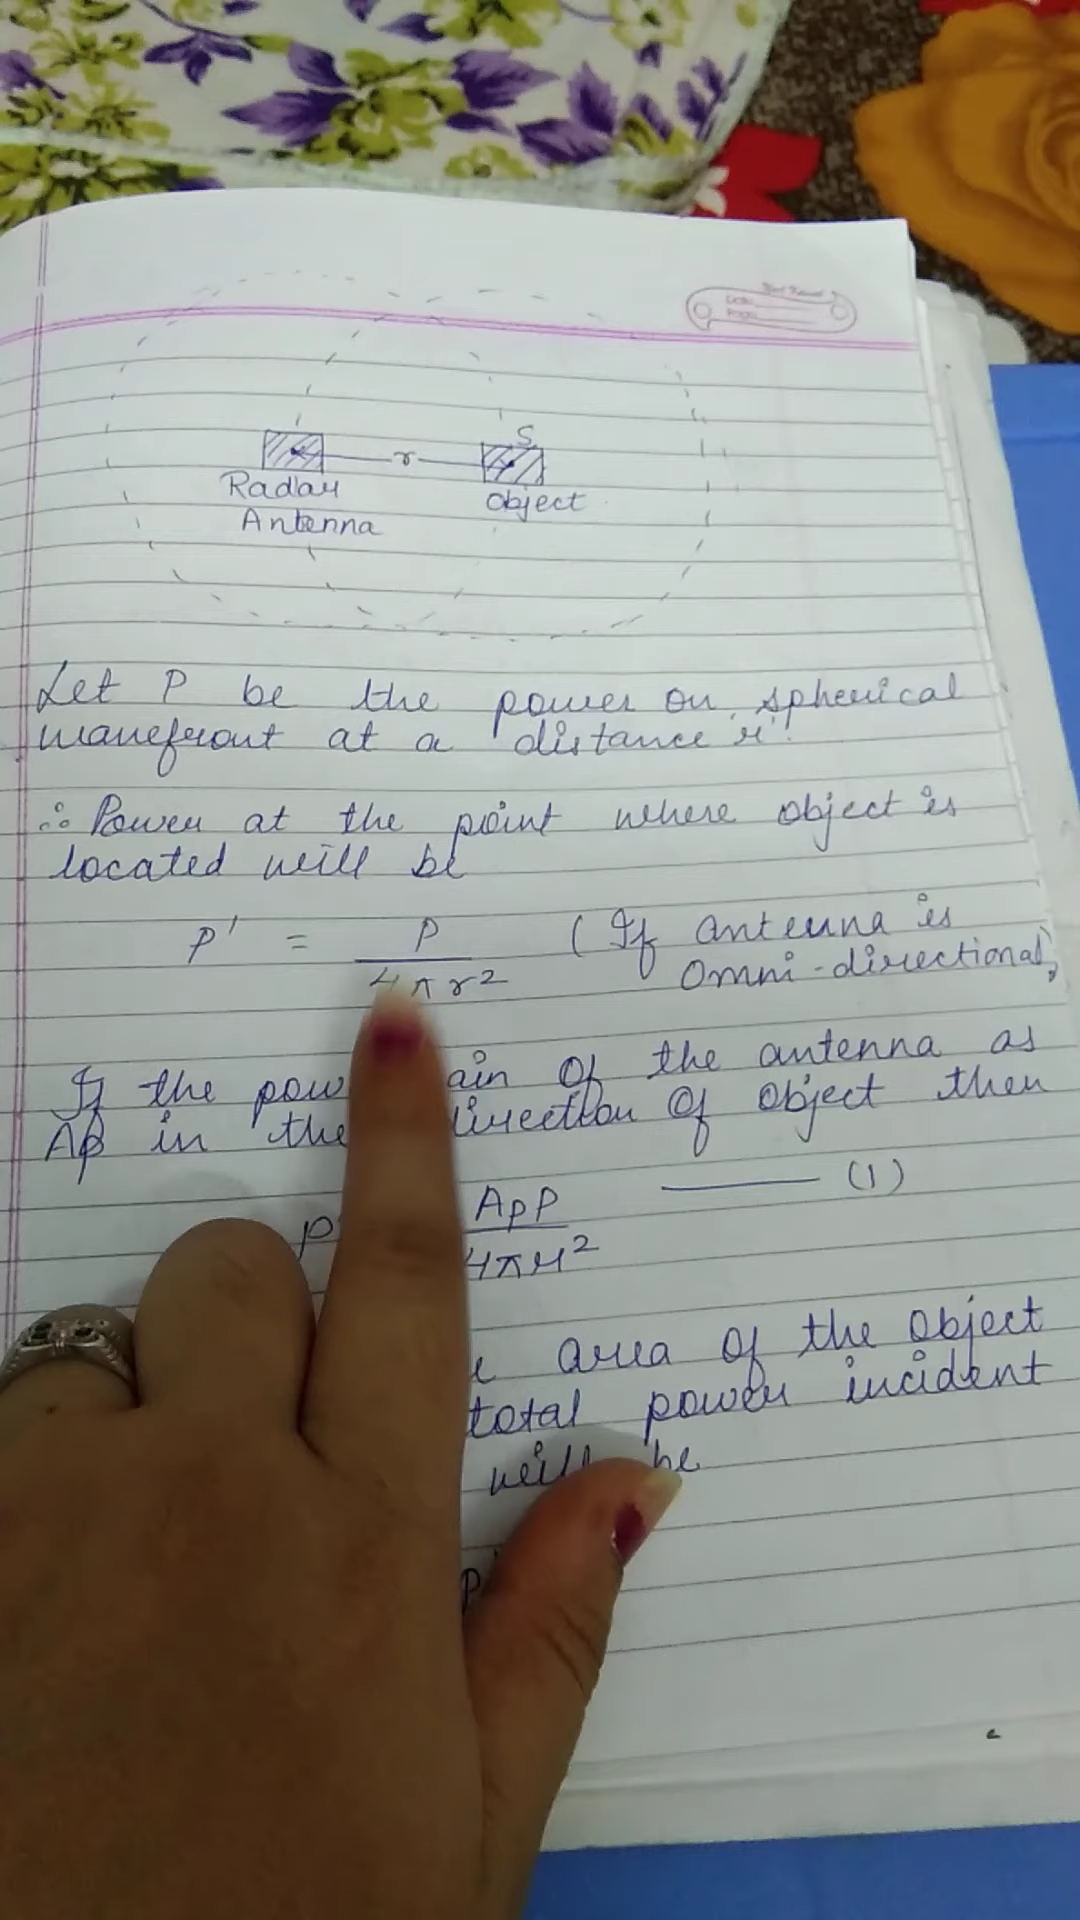 S
r
Radar
Antenna
Object
Let P be the power on spherical
wavefront at a distance 'r'.
∴ Power at the point where object is
located will be
P' = P / 4πr² (If antenna is
Omni-directional)
If the pow ain of the antenna as
Ap in the direction of object then
P ApP / 4πr² —— (1)
area of the object
total power incident
will be
P'